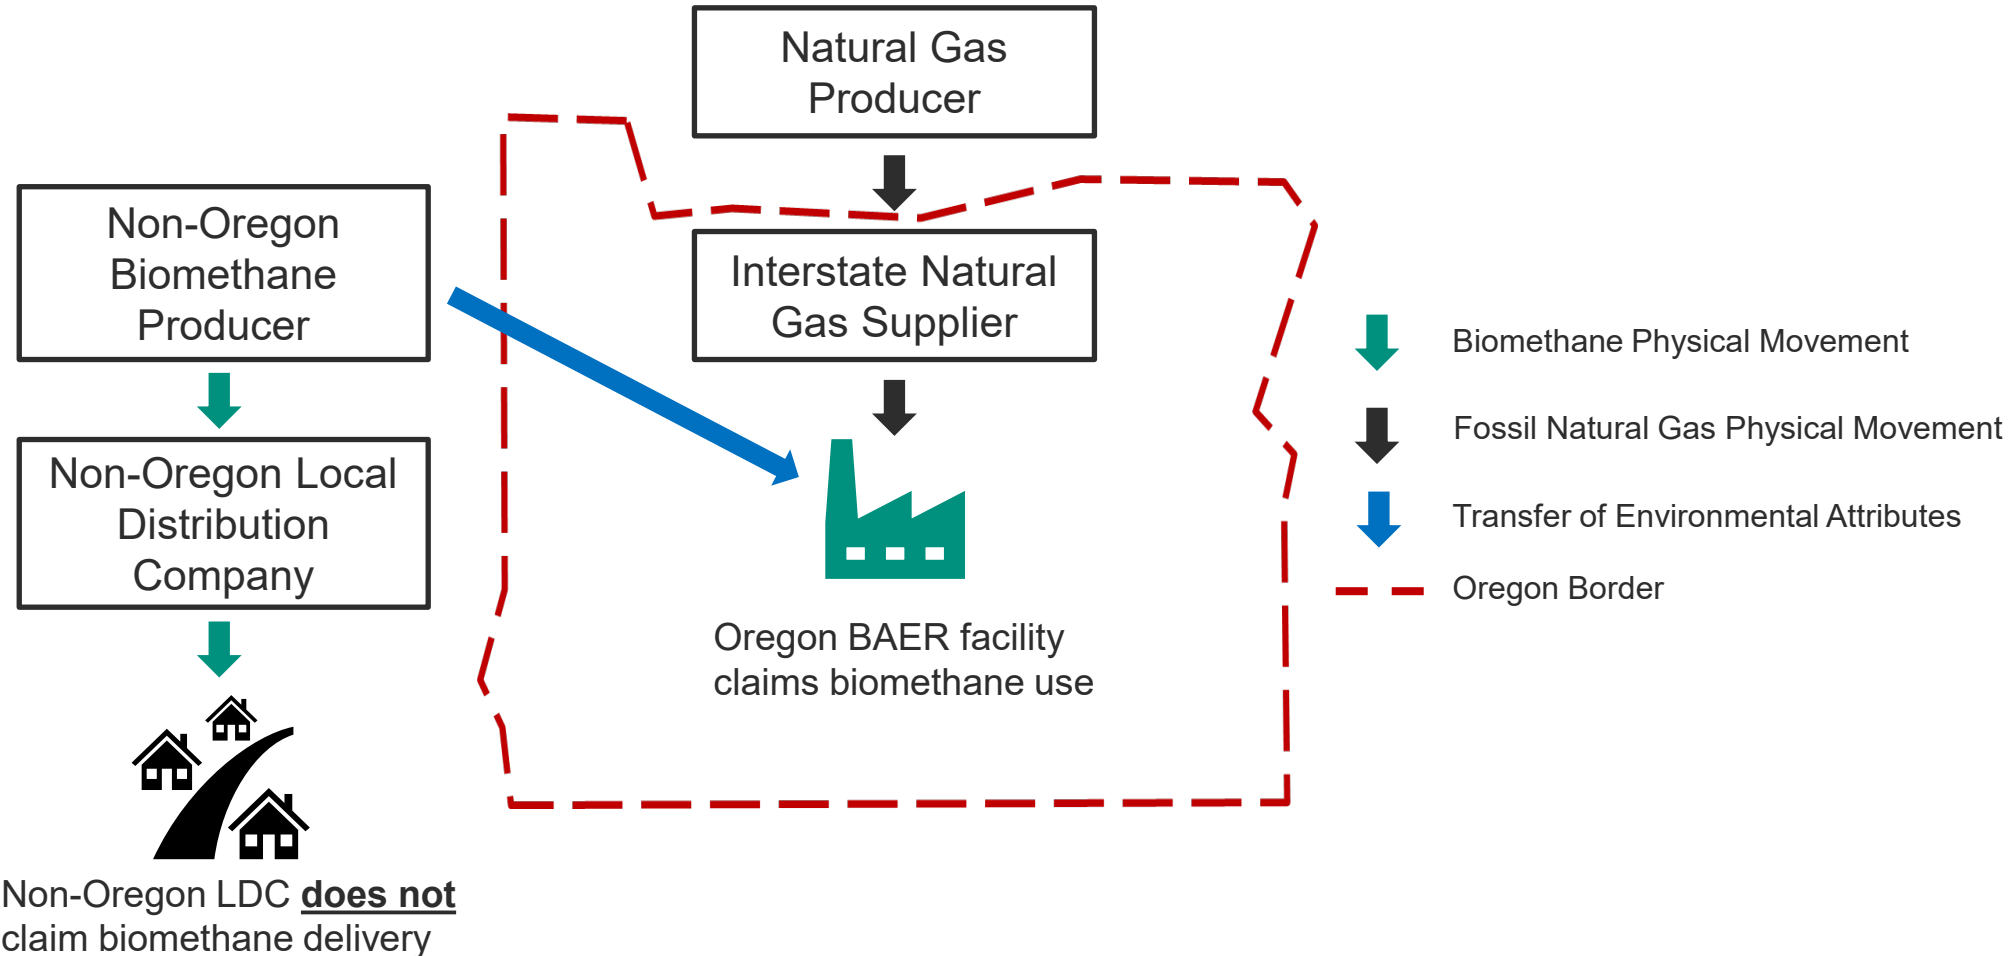 Natural Gas
Producer
Non-Oregon
Biomethane
Producer
Interstate Natural
Gas Supplier
Non-Oregon Local
Distribution
Company
Oregon BAER facility
claims biomethane use
Non-Oregon LDC does not
claim biomethane delivery
Biomethane Physical Movement
Fossil Natural Gas Physical Movement
Transfer of Environmental Attributes
Oregon Border